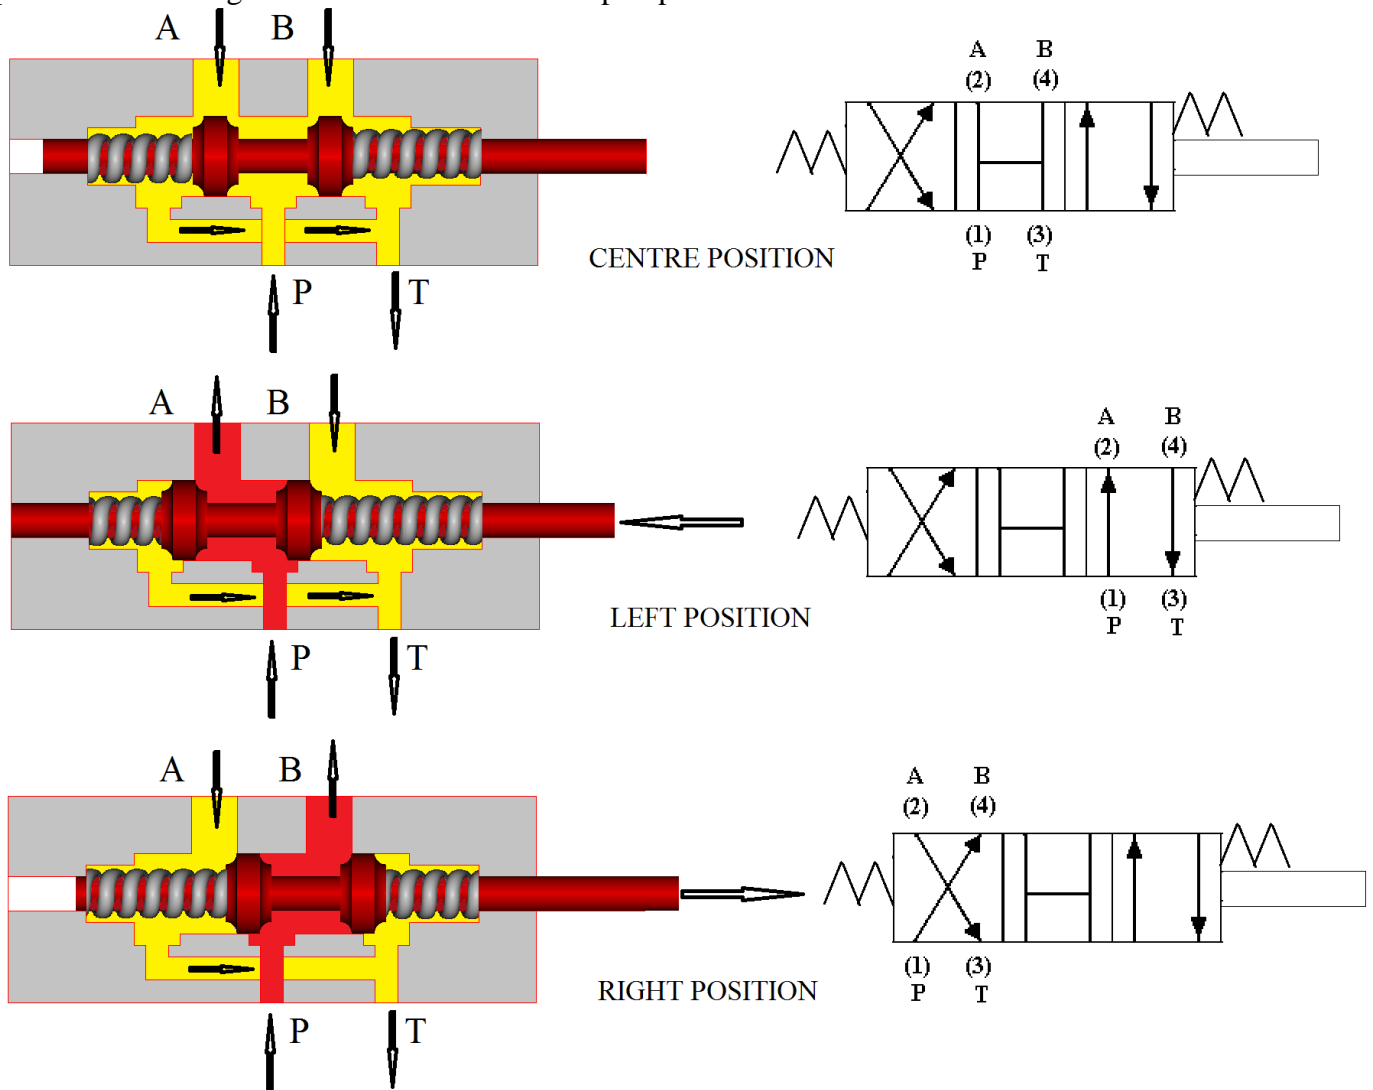 A B
A B
(2) (4)
CENTRE POSITION
(1) (3)
P T
P T
A B
A B
(2) (4)
LEFT POSITION
(1) (3)
P T
P T
A B
A B
(2) (4)
RIGHT POSITION
(1) (3)
P T
P T